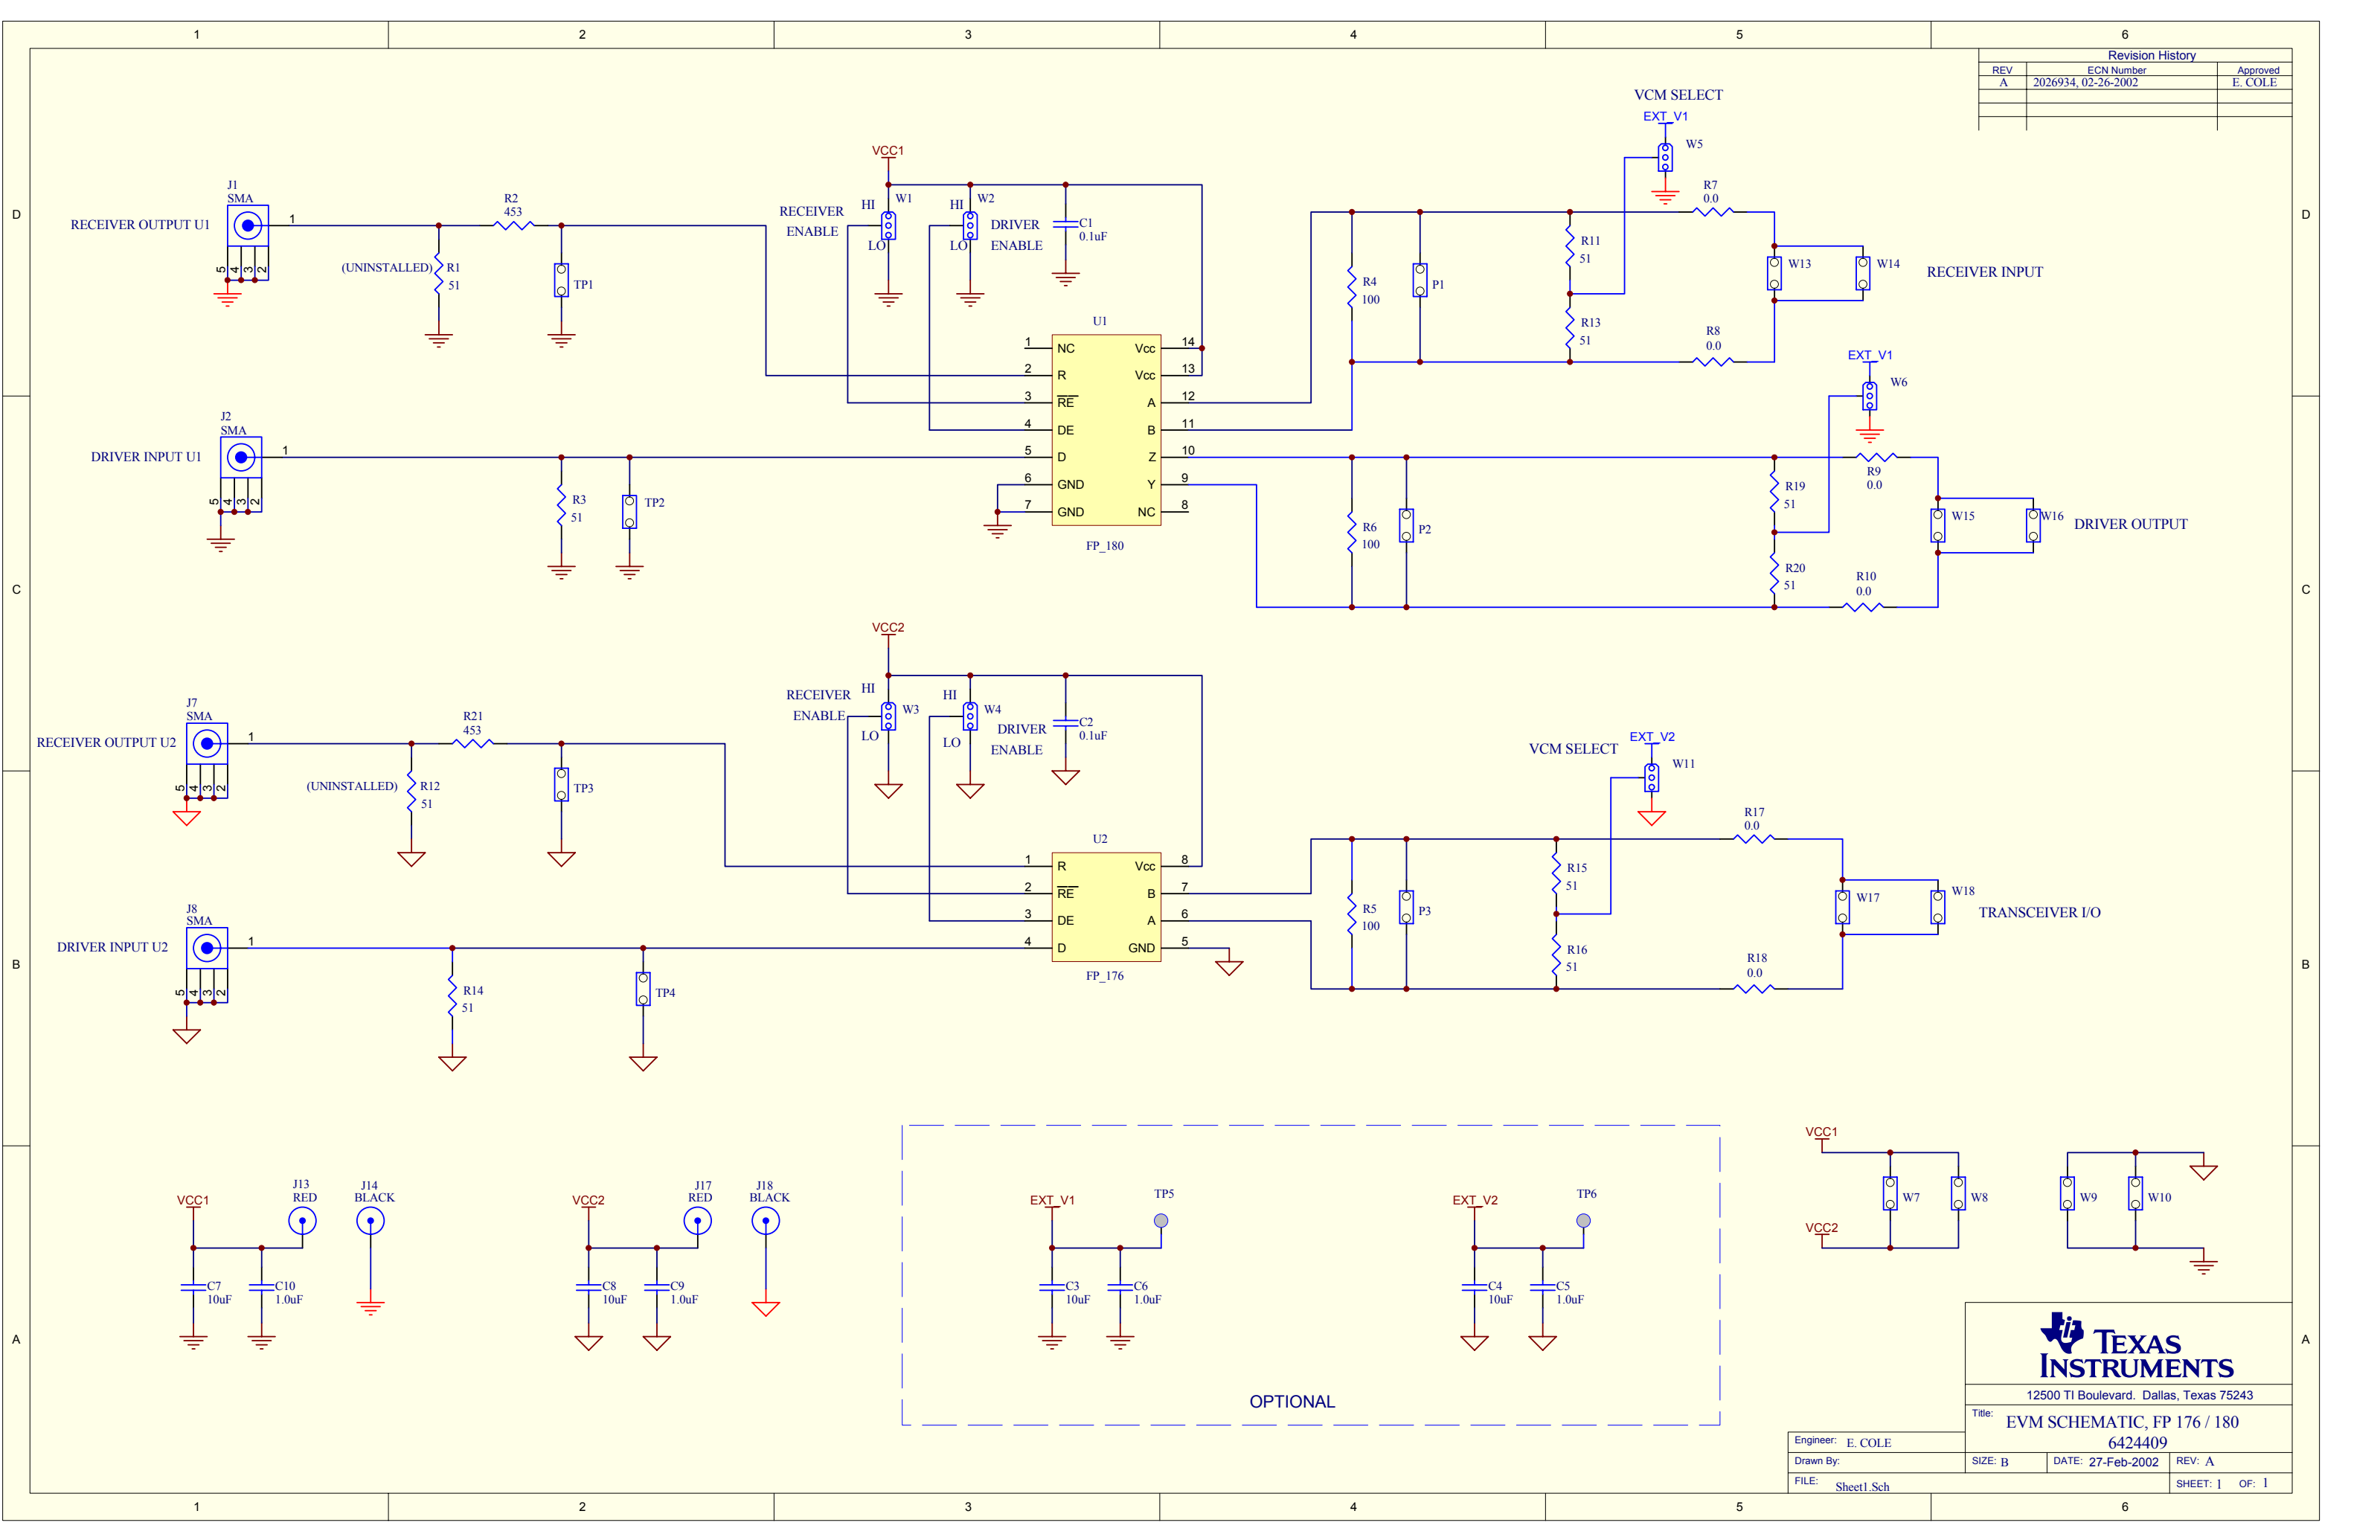 1 2 3 4 5 6
Revision History
REV ECN Number Approved
A 2026934, 02-26-2002 E. COLE
D
D
VCM SELECT
EXT_V1
W5
VCC1
J1
SMA
RECEIVER OUTPUT U1
1
5 4 3 2
R2
453
(UNINSTALLED)
R1
51
TP1
RECEIVER
ENABLE
HI
LO
W1
HI
LO
W2
DRIVER
ENABLE
C1
0.1uF
R7
0.0
R11
51
R4
100
P1
R13
51
R8
0.0
W13
W14
RECEIVER INPUT
U1
1 NC Vcc 14
2 R Vcc 13
3 RE A 12
4 DE B 11
5 D Z 10
6 GND Y 9
7 GND NC 8
FP_180
EXT_V1
W6
J2
SMA
DRIVER INPUT U1
1
5 4 3 2
R3
51
TP2
R6
100
P2
R19
51
R20
51
R9
0.0
R10
0.0
W15
W16
DRIVER OUTPUT
C
C
VCC2
J7
SMA
RECEIVER OUTPUT U2
1
5 4 3 2
R21
453
(UNINSTALLED)
R12
51
TP3
RECEIVER
ENABLE
HI
LO
W3
HI
LO
W4
DRIVER
ENABLE
C2
0.1uF
VCM SELECT
EXT_V2
W11
U2
1 R Vcc 8
2 RE B 7
3 DE A 6
4 D GND 5
FP_176
R17
0.0
R15
51
R5
100
P3
R16
51
R18
0.0
W17
W18
TRANSCEIVER I/O
J8
SMA
DRIVER INPUT U2
1
5 4 3 2
R14
51
TP4
B
B
VCC1
J13
RED
J14
BLACK
C7
10uF
C10
1.0uF
VCC2
J17
RED
J18
BLACK
C8
10uF
C9
1.0uF
EXT_V1
TP5
C3
10uF
C6
1.0uF
EXT_V2
TP6
C4
10uF
C5
1.0uF
OPTIONAL
VCC1
VCC2
W7
W8
W9
W10
A
A
TEXAS
INSTRUMENTS
12500 TI Boulevard. Dallas, Texas 75243
Title:
EVM SCHEMATIC, FP 176 / 180
6424409
Engineer: E. COLE
Drawn By:
FILE: Sheet1.Sch
SIZE: B DATE: 27-Feb-2002 REV: A
SHEET: 1 OF: 1
1 2 3 4 5 6